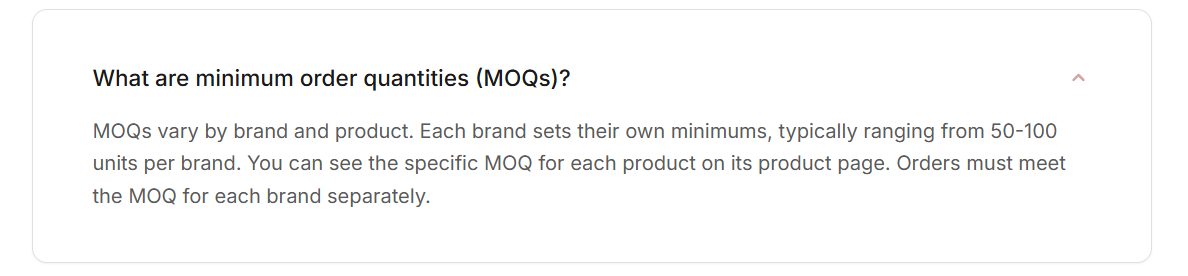 What are minimum order quantities (MOQs)?
MOQs vary by brand and product. Each brand sets their own minimums, typically ranging from 50-100
units per brand. You can see the specific MOQ for each product on its product page. Orders must meet
the MOQ for each brand separately.